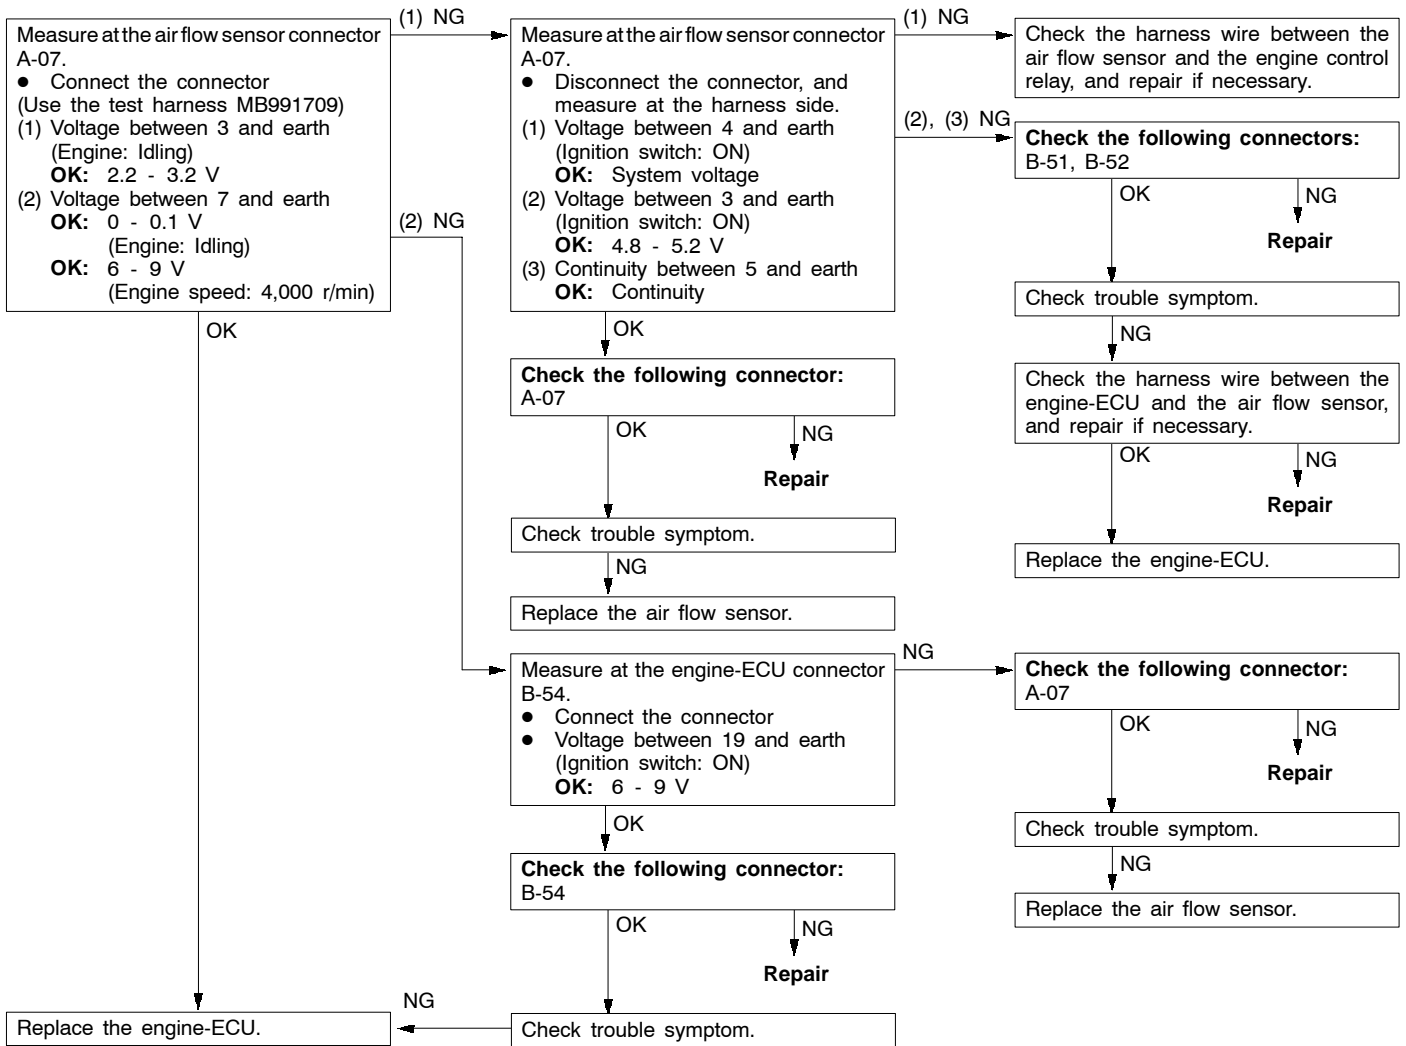 Measure at the air flow sensor connector
A-07.
● Connect the connector
(Use the test harness MB991709)
(1) Voltage between 3 and earth
(Engine: Idling)
OK: 2.2 - 3.2 V
(2) Voltage between 7 and earth
OK: 0 - 0.1 V
(Engine: Idling)
OK: 6 - 9 V
(Engine speed: 4,000 r/min)
(1) NG
(2) NG
OK
Measure at the air flow sensor connector
A-07.
● Disconnect the connector, and
measure at the harness side.
(1) Voltage between 4 and earth
(Ignition switch: ON)
OK: System voltage
(2) Voltage between 3 and earth
(Ignition switch: ON)
OK: 4.8 - 5.2 V
(3) Continuity between 5 and earth
OK: Continuity
(1) NG
(2), (3) NG
OK
Check the harness wire between the
air flow sensor and the engine control
relay, and repair if necessary.
Check the following connectors:
B-51, B-52
OK
NG
Repair
Check trouble symptom.
NG
Check the harness wire between the
engine-ECU and the air flow sensor,
and repair if necessary.
OK
NG
Repair
Replace the engine-ECU.
Check the following connector:
A-07
OK
NG
Repair
Check trouble symptom.
NG
Replace the air flow sensor.
Measure at the engine-ECU connector
B-54.
● Connect the connector
● Voltage between 19 and earth
(Ignition switch: ON)
OK: 6 - 9 V
NG
OK
Check the following connector:
A-07
OK
NG
Repair
Check trouble symptom.
NG
Replace the air flow sensor.
Check the following connector:
B-54
OK
NG
Repair
Check trouble symptom.
NG
Replace the engine-ECU.